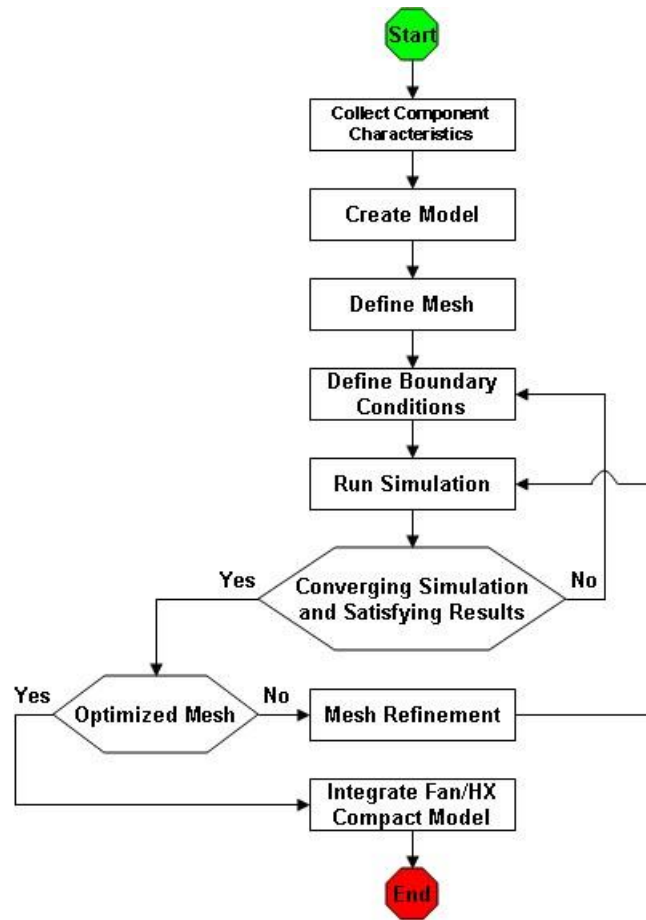 Start
Collect Component
Characteristics
Create Model
Define Mesh
Define Boundary
Conditions
Run Simulation
Yes
Converging Simulation
and Satisfying Results
No
Yes
Optimized Mesh
No
Mesh Refinement
Integrate Fan/HX
Compact Model
End